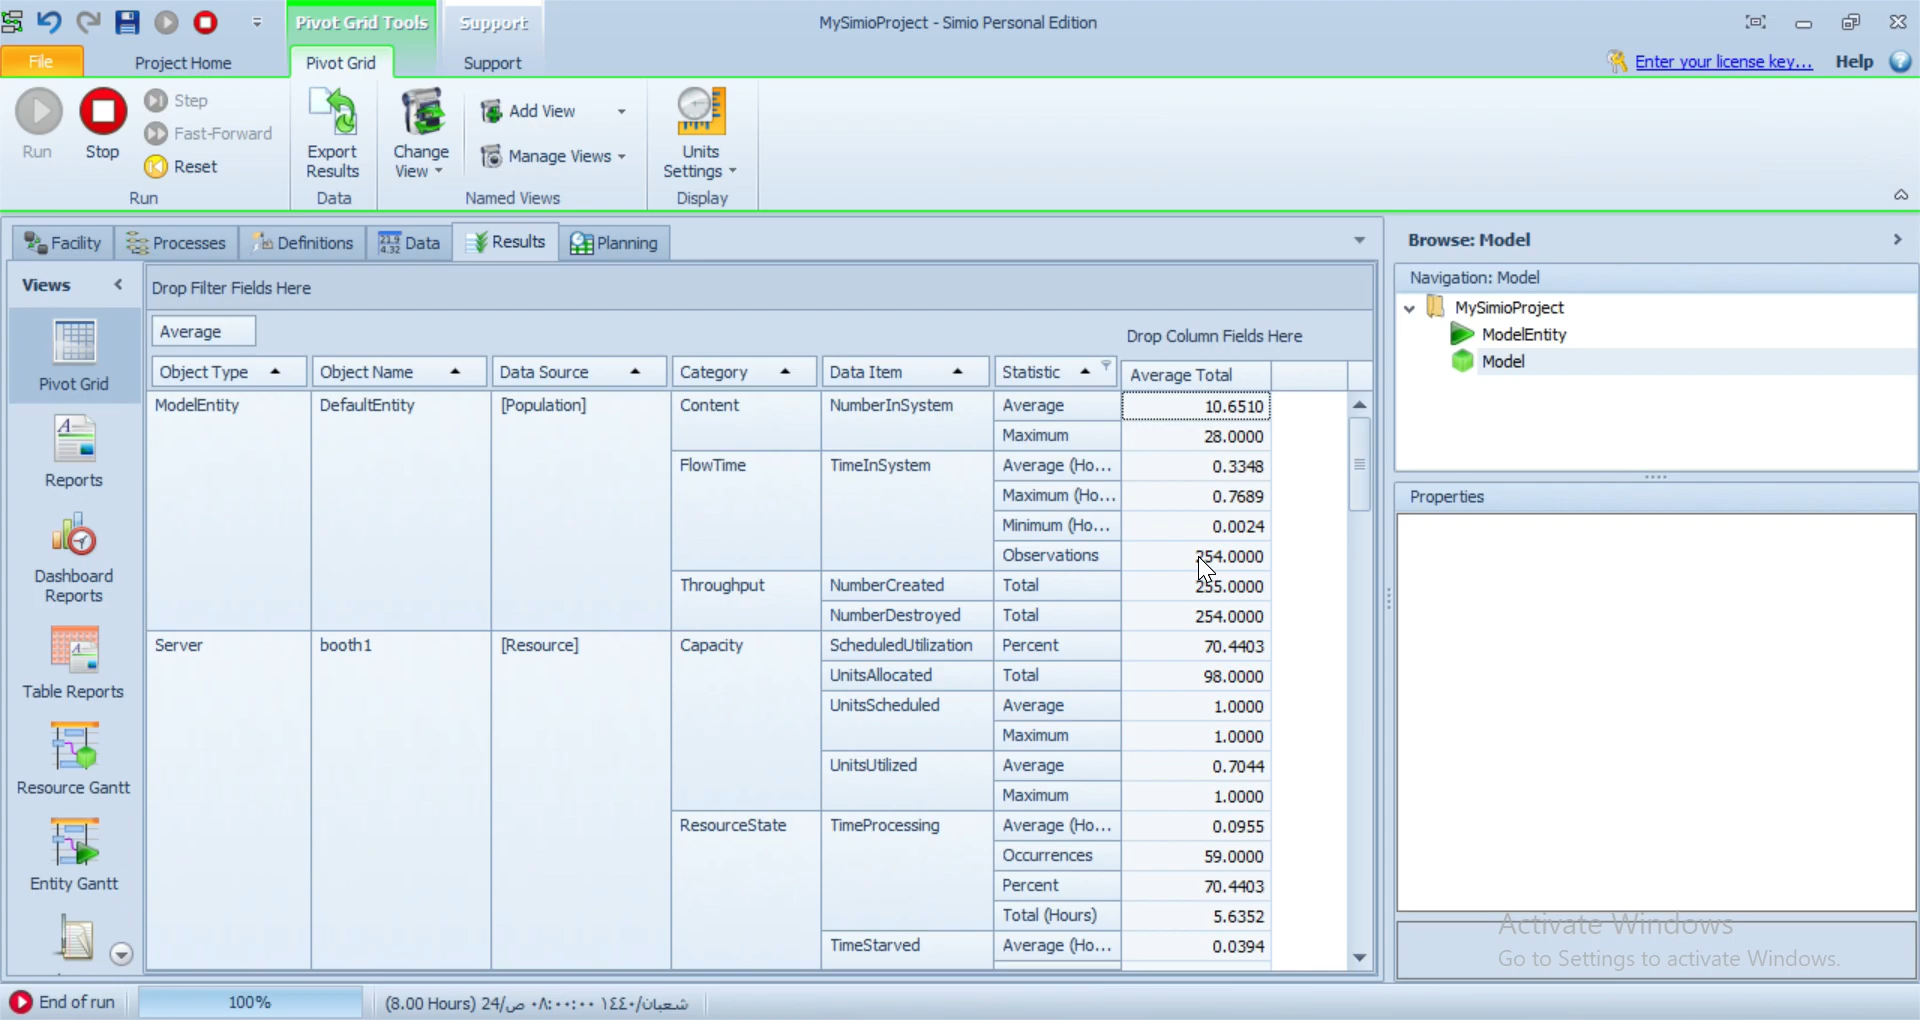 Pivot Grid Tools
Support
MySimioProject - Simio Personal Edition
File
Project Home
Pivot Grid
Support
Enter your license key...
Help
Run
Stop
Step
Fast-Forward
Reset
Run
Export
Results
Data
Change
View
Add View
Manage Views
Named Views
Units
Settings
Display
Facility
Processes
Definitions
Data
Results
Planning
Browse: Model
Views
Drop Filter Fields Here
Navigation: Model
MySimioProject
ModelEntity
Model
Average
Drop Column Fields Here
Object Type
Object Name
Data Source
Category
Data Item
Statistic
Average Total
ModelEntity DefaultEntity [Population] Content NumberInSystem Average 10.6510
Maximum 28.0000
FlowTime TimeInSystem Average (Ho... 0.3348
Maximum (Ho... 0.7689
Minimum (Ho... 0.0024
Observations 254.0000
Throughput NumberCreated Total 255.0000
NumberDestroyed Total 254.0000
Server booth1 [Resource] Capacity ScheduledUtilization Percent 70.4403
UnitsAllocated Total 98.0000
UnitsScheduled Average 1.0000
Maximum 1.0000
UnitsUtilized Average 0.7044
Maximum 1.0000
ResourceState TimeProcessing Average (Ho... 0.0955
Occurrences 59.0000
Percent 70.4403
Total (Hours) 5.6352
TimeStarved Average (Ho... 0.0394
Pivot Grid
Reports
Dashboard
Reports
Table Reports
Resource Gantt
Entity Gantt
Properties
Activate Windows
Go to Settings to activate Windows.
End of run
100%
(8.00 Hours) 24/شعبان/١٤٤٠ ٠٨:٠٠:٠٠ ص